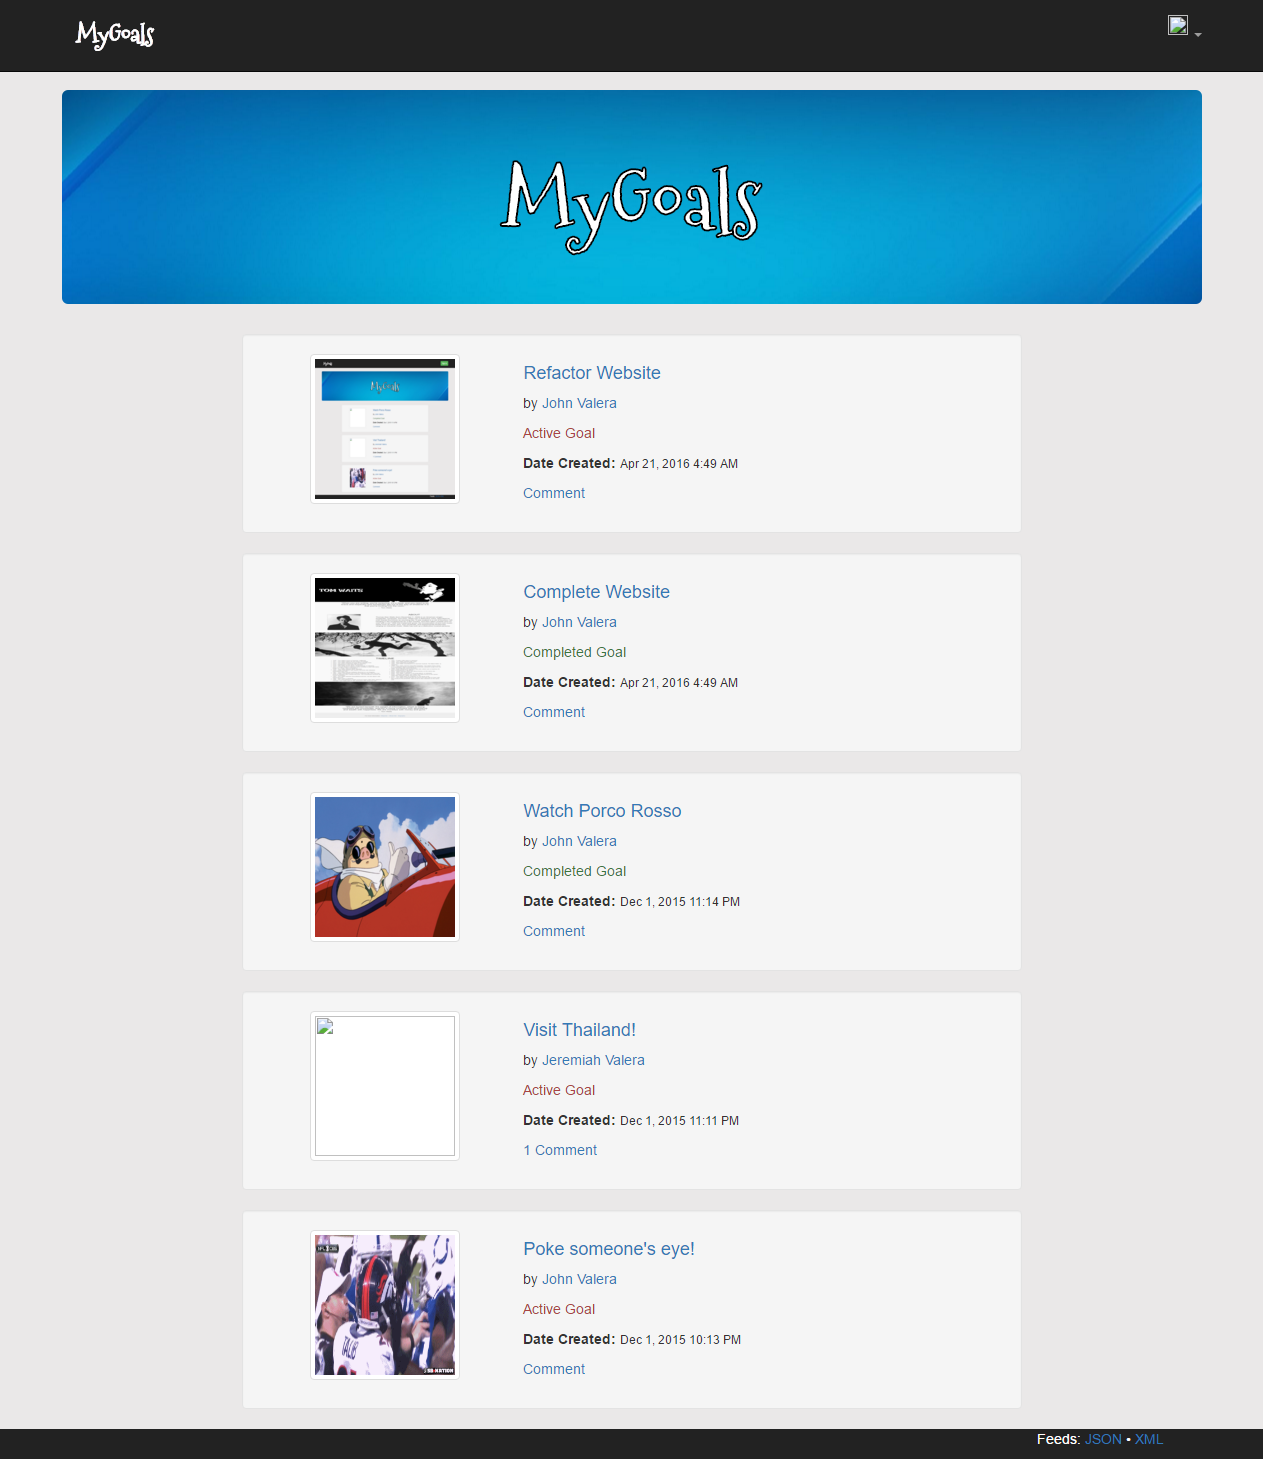 MyGoals
MyGoals
Refactor Website
by John Valera
Active Goal
Date Created: Apr 21, 2016 4:49 AM
Comment
TOM WAITS
Complete Website
by John Valera
Completed Goal
Date Created: Apr 21, 2016 4:49 AM
Comment
Watch Porco Rosso
by John Valera
Completed Goal
Date Created: Dec 1, 2015 11:14 PM
Comment
Visit Thailand!
by Jeremiah Valera
Active Goal
Date Created: Dec 1, 2015 11:11 PM
1 Comment
TALIB
SB NATION
Poke someone's eye!
by John Valera
Active Goal
Date Created: Dec 1, 2015 10:13 PM
Comment
Feeds: JSON • XML